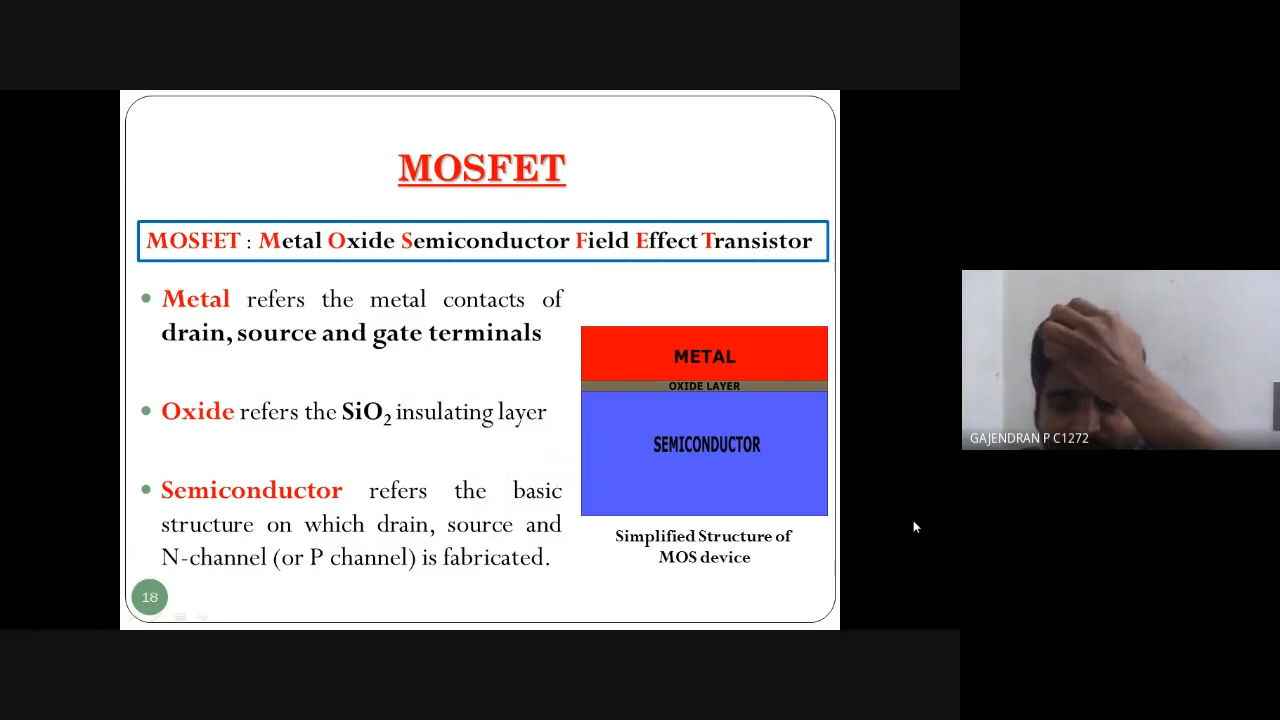 MOSFET
MOSFET : Metal Oxide Semiconductor Field Effect Transistor
Metal refers the metal contacts of
drain, source and gate terminals
Oxide refers the SiO₂ insulating layer
Semiconductor refers the basic
structure on which drain, source and
N-channel (or P channel) is fabricated.
METAL
OXIDE LAYER
SEMICONDUCTOR
Simplified Structure of
MOS device
18
GAJENDRAN P C1272